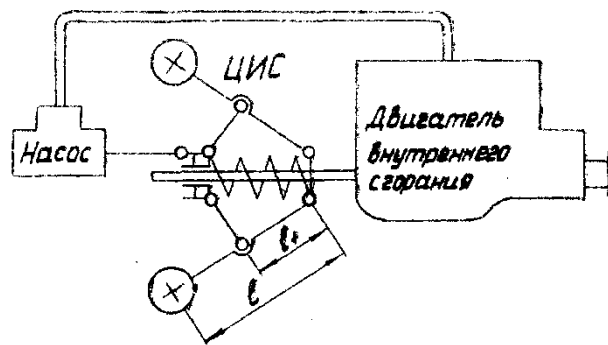 ЦИС
Насос
Двигатель
внутреннего
сгорания
l₁
l